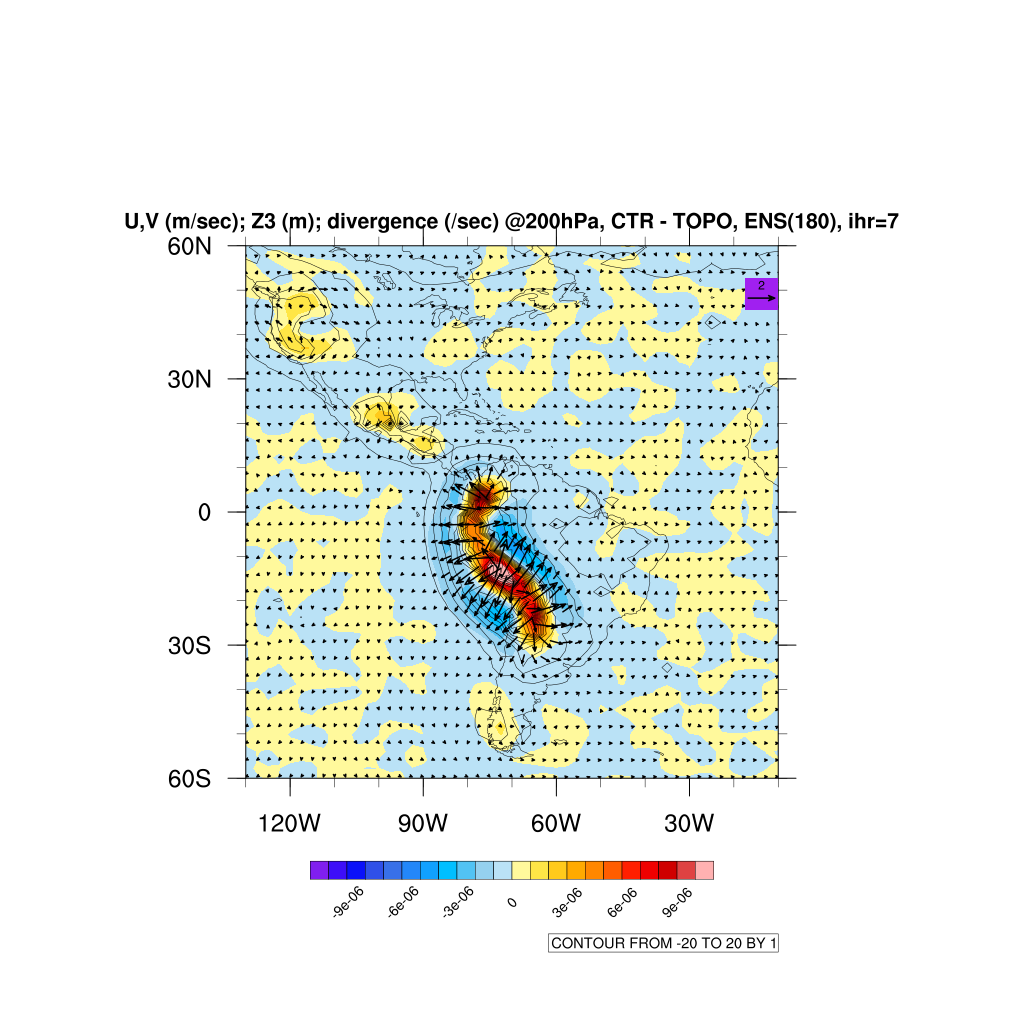 U,V (m/sec); Z3 (m); divergence (/sec) @200hPa, CTR - TOPO, ENS(180), ihr=7
60N
2
30N
0
30S
60S
120W 90W 60W 30W
-9e-06 -6e-06 -3e-06 0 3e-06 6e-06 9e-06
CONTOUR FROM -20 TO 20 BY 1